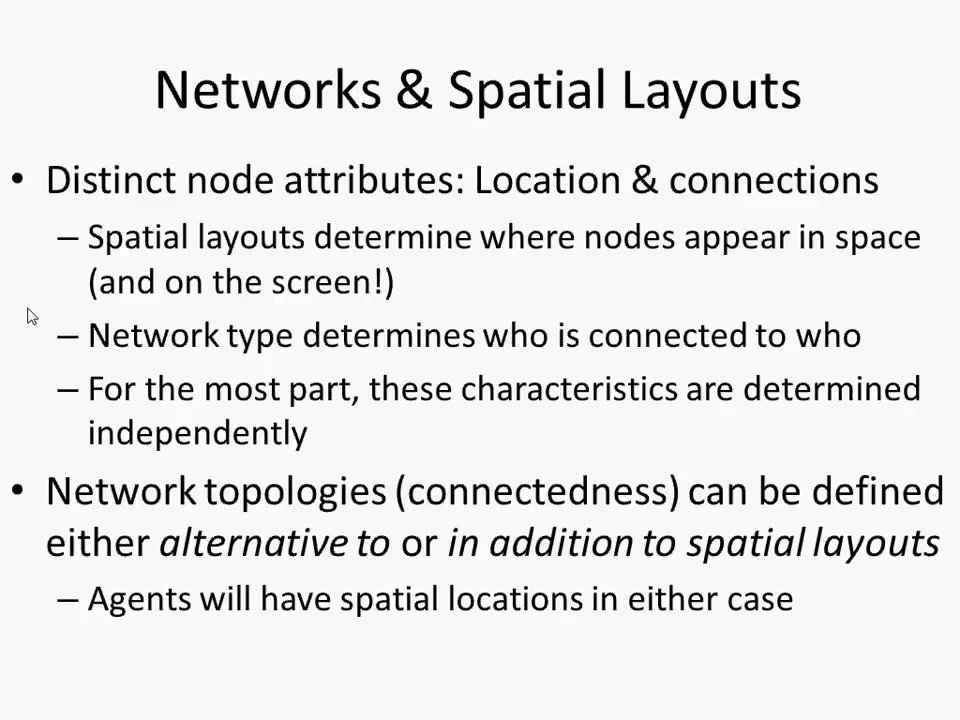 Networks & Spatial Layouts
• Distinct node attributes: Location & connections
– Spatial layouts determine where nodes appear in space
(and on the screen!)
– Network type determines who is connected to who
– For the most part, these characteristics are determined
independently
• Network topologies (connectedness) can be defined
either alternative to or in addition to spatial layouts
– Agents will have spatial locations in either case